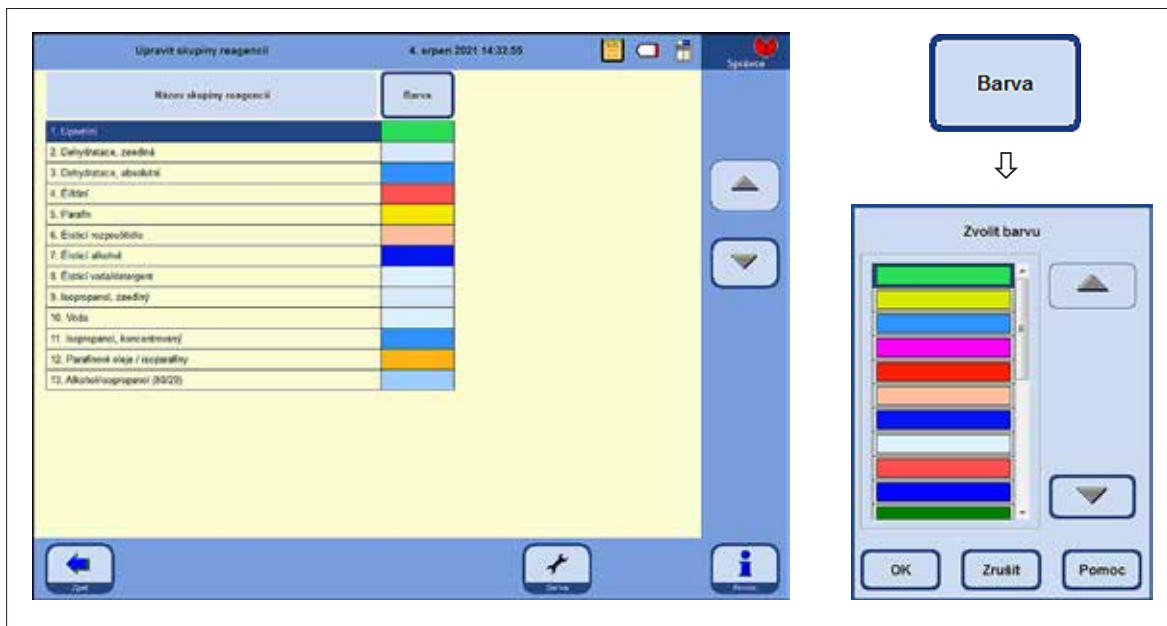 Upravit skupiny reagencií
4. srpen 2021 14:32:55
Správce
Název skupiny reagencií
Barva
1. Upevnění
2. Dehydratace, zředěná
3. Dehydratace, absolutní
4. Čištění
5. Parafín
6. Čisticí rozpouštědlo
7. Čisticí alkohol
8. Čisticí voda/detergent
9. Isopropanol, zředěný
10. Voda
11. Isopropanol, koncentrovaný
12. Parafinové oleje / isoparafíny
13. Alkohol/isopropanol (80/20)
Zpět
Pomoc
Barva
Zvolit barvu
OK
Zrušit
Pomoc